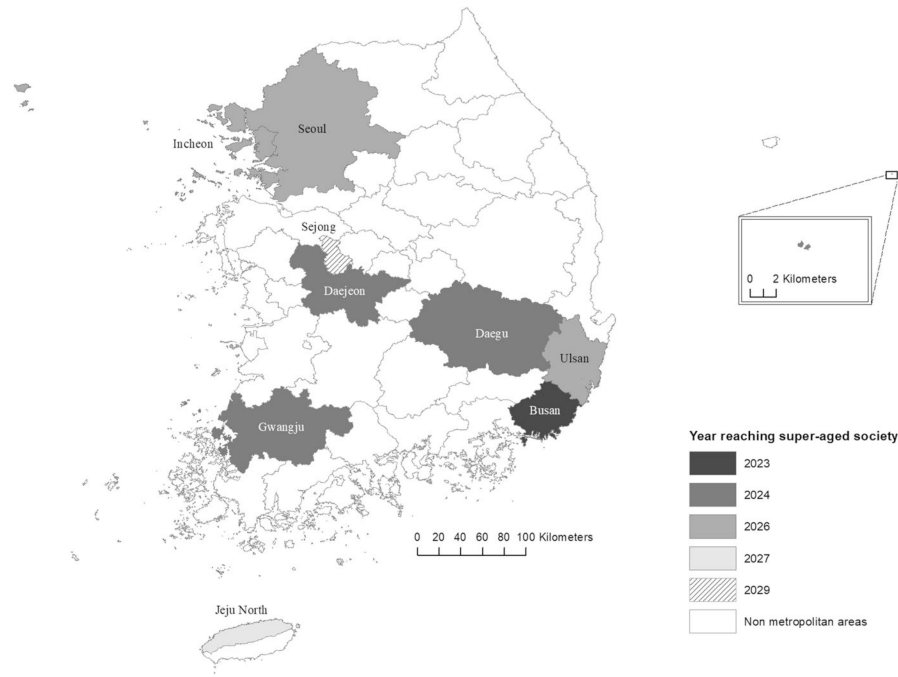 Seoul
Incheon
Sejong
Daejeon
0 2 Kilometers
Daegu
Ulsan
Busan
Gwangju
Year reaching super-aged society
2023
2024
2026
2027
2029
Non metropolitan areas
0 20 40 60 80 100 Kilometers
Jeju North